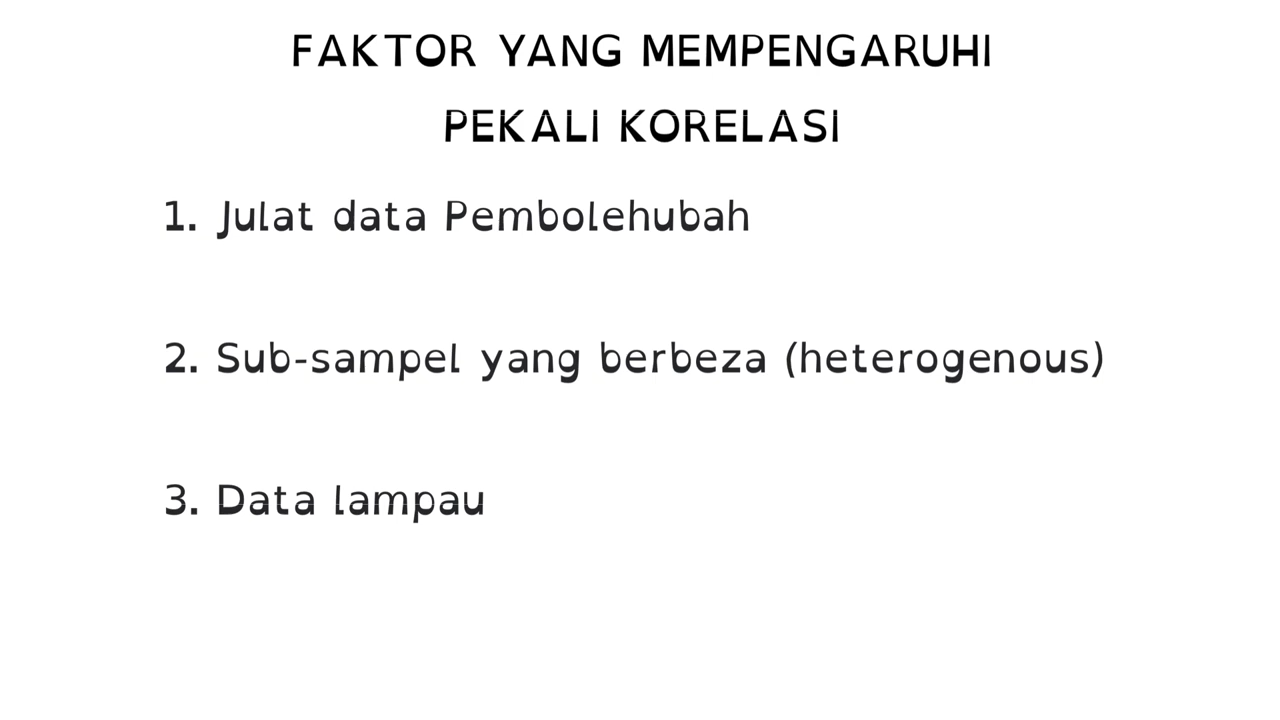 FAKTOR YANG MEMPENGARUHI
PEKALI KORELASI
1. Julat data Pembolehubah
2. Sub-sampel yang berbeza (heterogenous)
3. Data lampau